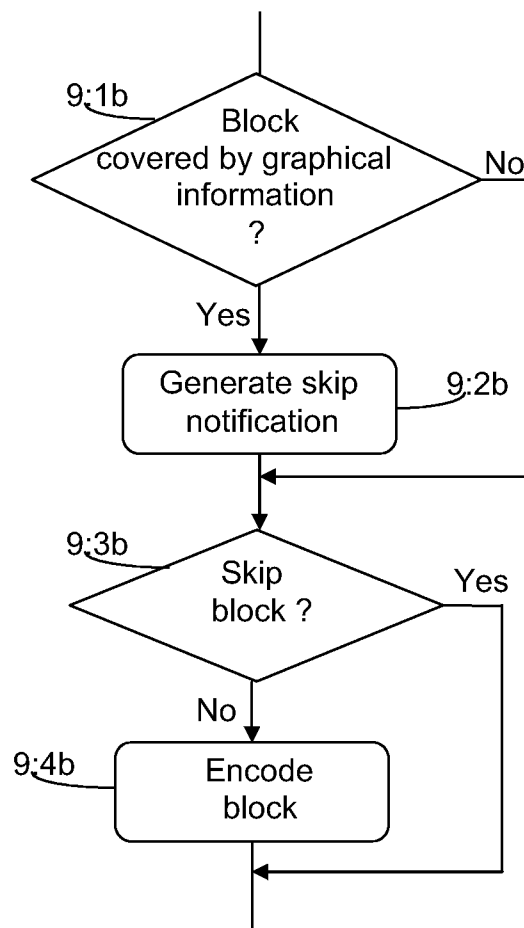 9:1b
Block
covered by graphical
information
?
No
Yes
Generate skip
notification
9:2b
9:3b
Skip
block ?
Yes
No
9:4b
Encode
block